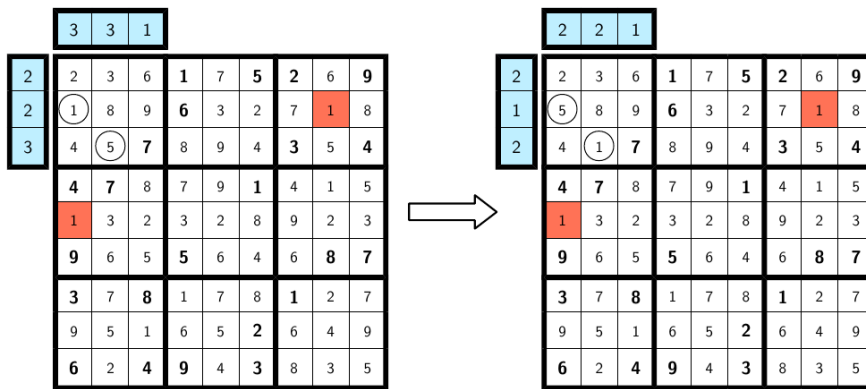 3 3 1 2 2 1
2 2 3 6 1 7 5 2 6 9 2 2 3 6 1 7 5 2 6 9
2 1 8 9 6 3 2 7 1 8 1 5 8 9 6 3 2 7 1 8
3 4 5 7 8 9 4 3 5 4 2 4 1 7 8 9 4 3 5 4
4 7 8 7 9 1 4 1 5 4 7 8 7 9 1 4 1 5
1 3 2 3 2 8 9 2 3 1 3 2 3 2 8 9 2 3
9 6 5 5 6 4 6 8 7 9 6 5 5 6 4 6 8 7
3 7 8 1 7 8 1 2 7 3 7 8 1 7 8 1 2 7
9 5 1 6 5 2 6 4 9 9 5 1 6 5 2 6 4 9
6 2 4 9 4 3 8 3 5 6 2 4 9 4 3 8 3 5